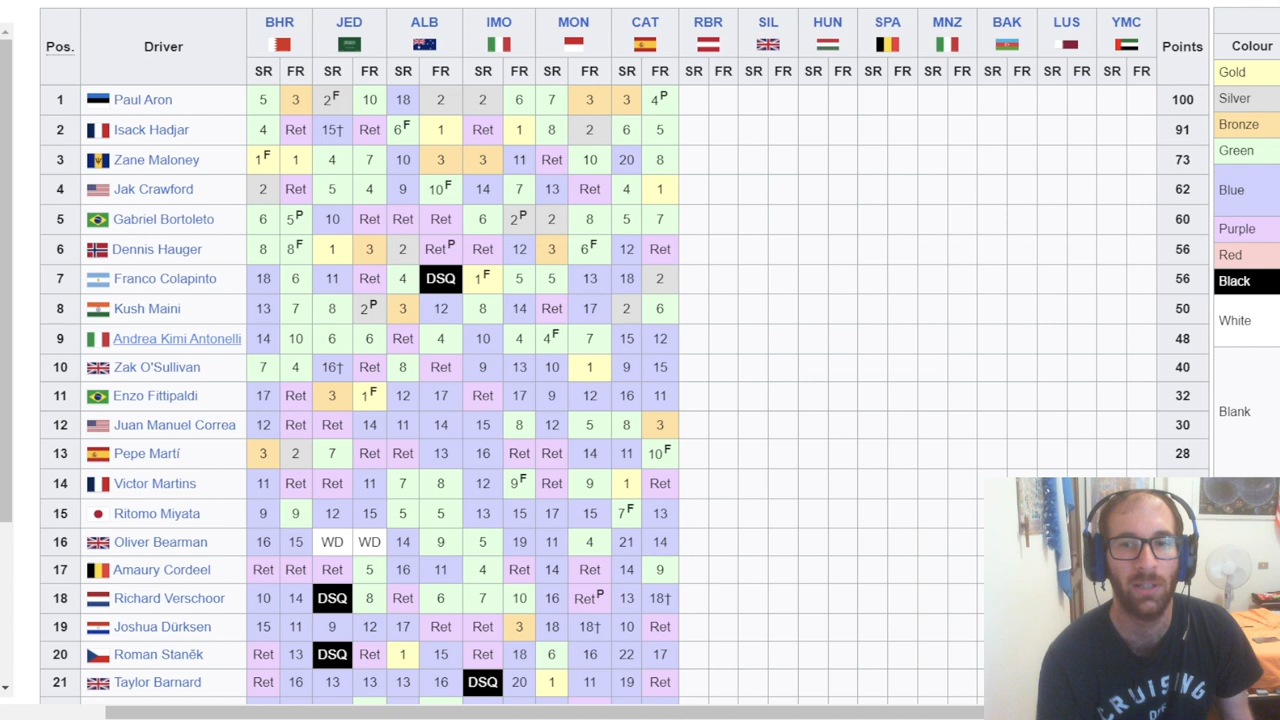 BHR JED ALB IMO MON CAT RBR SIL HUN SPA MNZ BAK LUS YMC
Pos. Driver Points Colour
SR FR SR FR SR FR SR FR SR FR SR FR SR FR SR FR SR FR SR FR SR FR SR FR SR FR SR FR
1 Paul Aron 5 3 2F 10 18 2 2 6 7 3 3 4P 100
2 Isack Hadjar 4 Ret 15† Ret 6F 1 Ret 1 8 2 6 5 91
3 Zane Maloney 1F 1 4 7 10 3 3 11 Ret 10 20 8 73
4 Jak Crawford 2 Ret 5 4 9 10F 14 7 13 Ret 4 1 62
5 Gabriel Bortoleto 6 5P 10 Ret Ret Ret 6 2P 2 8 5 7 60
6 Dennis Hauger 8 8F 1 3 2 RetP Ret 12 3 6F 12 Ret 56
7 Franco Colapinto 18 6 11 Ret 4 DSQ 1F 5 5 13 18 2 56
8 Kush Maini 13 7 8 2P 3 12 8 14 Ret 17 2 6 50
9 Andrea Kimi Antonelli 14 10 6 6 Ret 4 10 4 4F 7 15 12 48
10 Zak O'Sullivan 7 4 16† Ret 8 Ret 9 13 10 1 9 15 40
11 Enzo Fittipaldi 17 Ret 3 1F 12 17 Ret 17 9 12 16 11 32
12 Juan Manuel Correa 12 Ret Ret 14 11 14 15 8 12 5 8 3 30
13 Pepe Martí 3 2 7 Ret Ret 13 16 Ret Ret 14 11 10F 28
14 Victor Martins 11 Ret Ret 11 7 8 12 9F Ret 9 1 Ret
15 Ritomo Miyata 9 9 12 15 5 5 13 15 17 15 7F 13
16 Oliver Bearman 16 15 WD WD 14 9 5 19 11 4 21 14
17 Amaury Cordeel Ret Ret Ret 5 16 11 4 Ret 14 Ret 14 9
18 Richard Verschoor 10 14 DSQ 8 Ret 6 7 10 16 RetP 13 18†
19 Joshua Dürksen 15 11 9 12 17 Ret Ret 3 18 18† 10 Ret
20 Roman Staněk Ret 13 DSQ Ret 1 15 Ret 18 6 16 22 17
21 Taylor Barnard Ret 16 13 13 13 16 DSQ 20 1 11 19 Ret
Gold
Silver
Bronze
Green
Blue
Purple
Red
Black
White
Blank
CRUISING